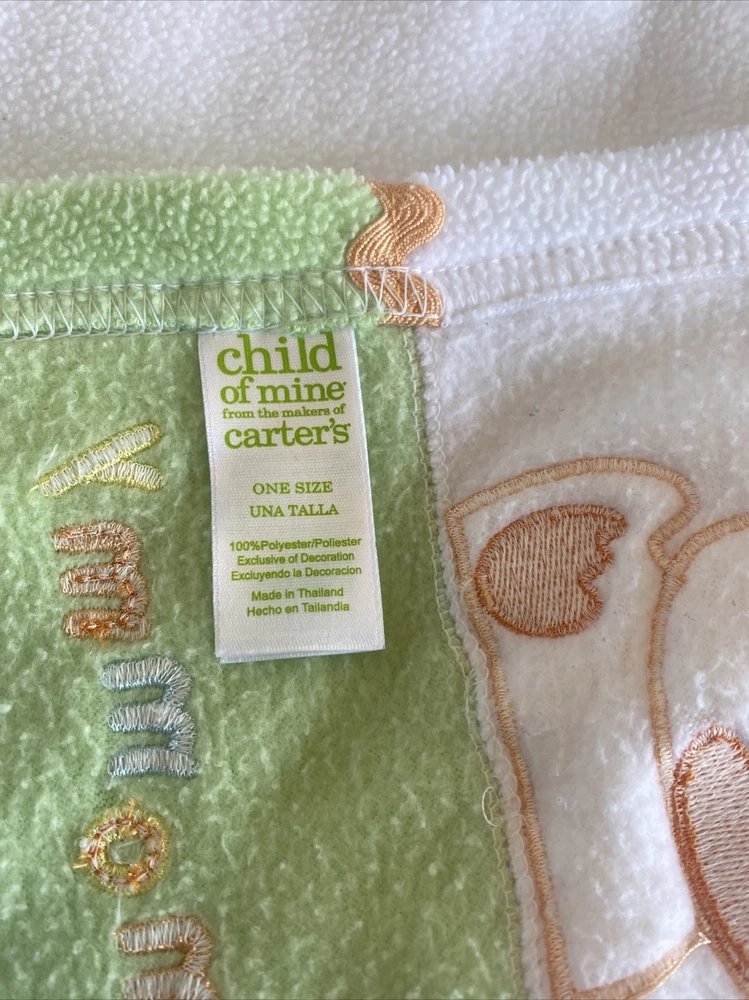 child
of mine
from the makers of
carter's
ONE SIZE
UNA TALLA
100%Polyester/Poliester
Exclusive of Decoration
Excluyendo la Decoracion
Made in Thailand
Hecho en Tailandia